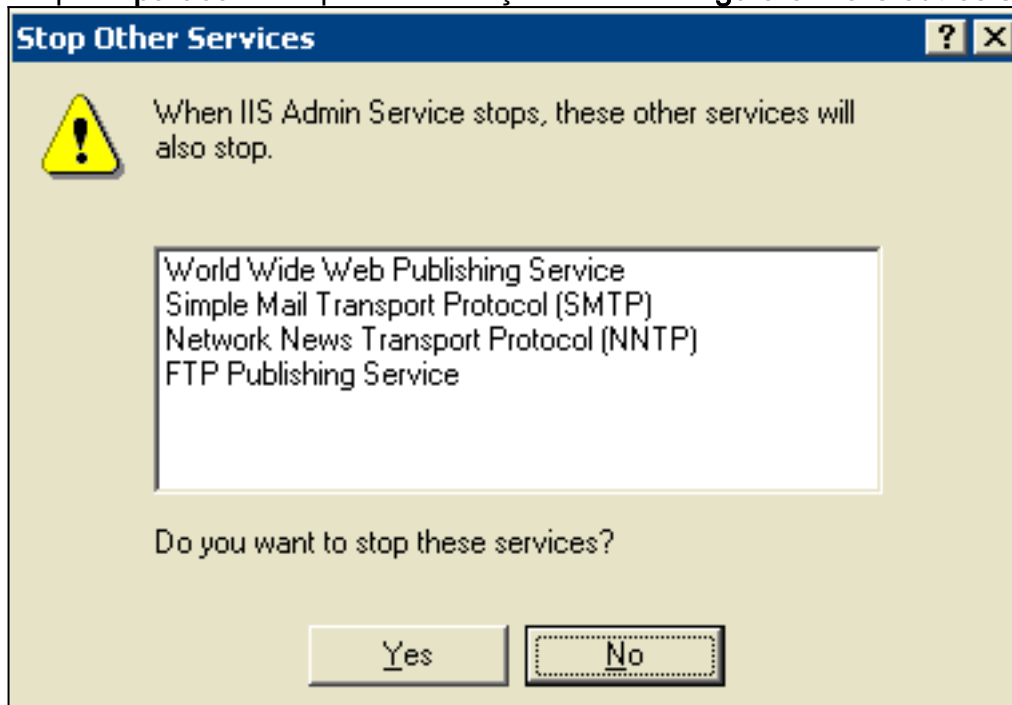 Stop Other Services
When IIS Admin Service stops, these other services will
also stop.
World Wide Web Publishing Service
Simple Mail Transport Protocol (SMTP)
Network News Transport Protocol (NNTP)
FTP Publishing Service
Do you want to stop these services?
Yes
No